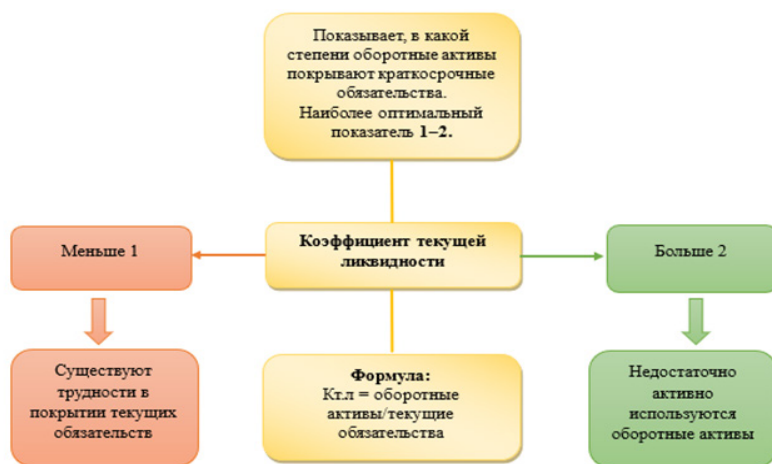 Показывает, в какой
степени оборотные активы
покрывают краткосрочные
обязательства.
Наиболее оптимальный
показатель 1–2.
Меньше 1
Коэффициент текущей
ликвидности
Больше 2
Существуют
трудности в
покрытии текущих
обязательств
Формула:
Кт.л = оборотные
активы/текущие
обязательства
Недостаточно
активно
используются
оборотные активы